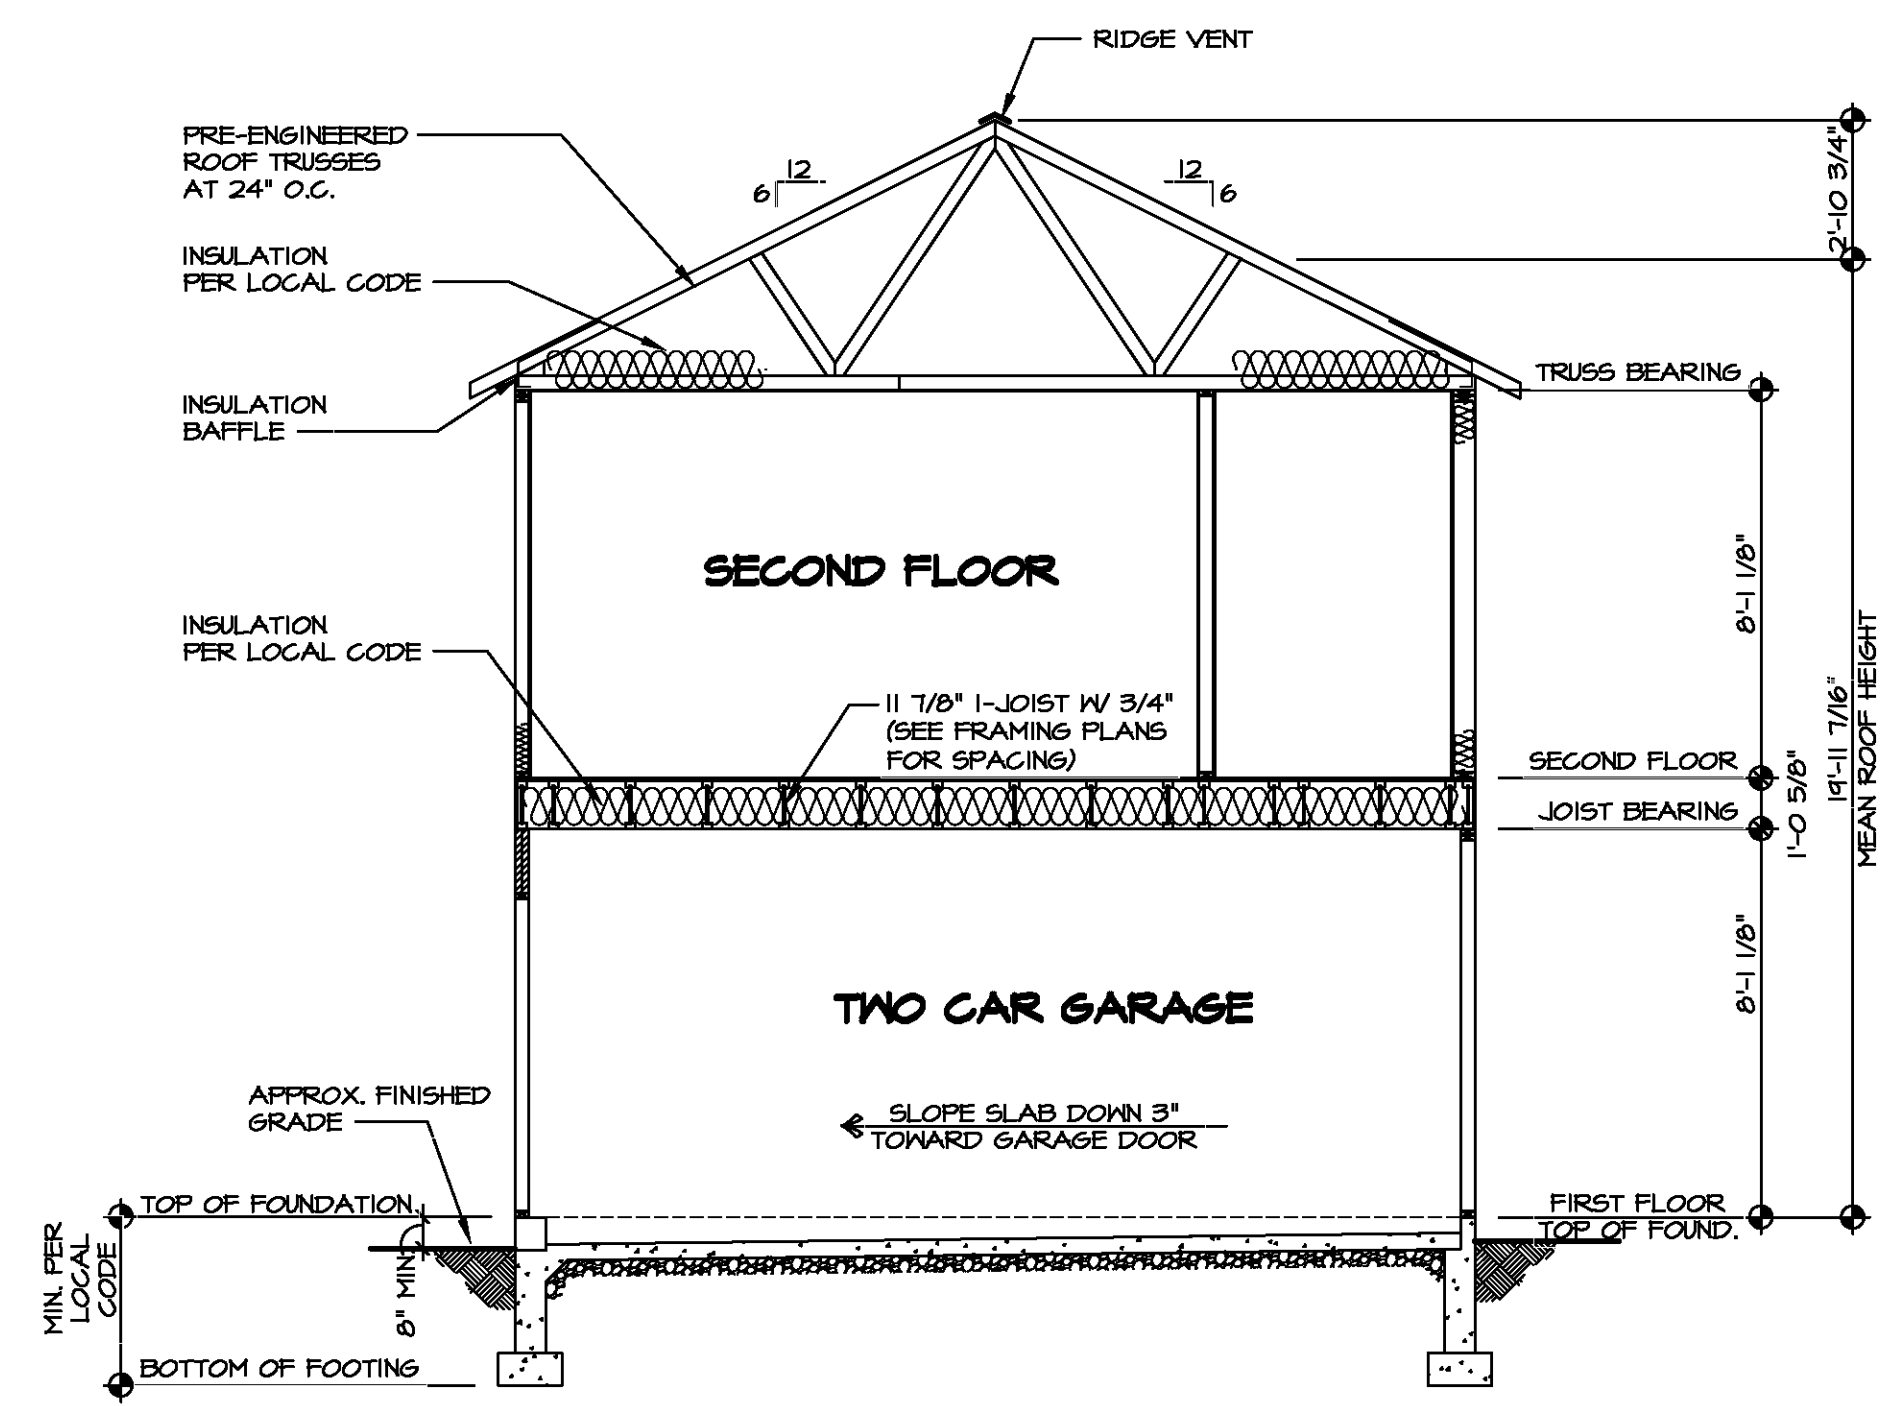 RIDGE VENT
PRE-ENGINEERED
ROOF TRUSSES
AT 24" O.C.
12
6
12
6
2'-10 3/4"
INSULATION
PER LOCAL CODE
TRUSS BEARING
INSULATION
BAFFLE
SECOND FLOOR
8'-1 1/8"
INSULATION
PER LOCAL CODE
11 7/8" I-JOIST W/ 3/4"
(SEE FRAMING PLANS
FOR SPACING)
19'-11 7/16"
MEAN ROOF HEIGHT
SECOND FLOOR
1'-0 5/8"
JOIST BEARING
8'-1 1/8"
TWO CAR GARAGE
APPROX. FINISHED
GRADE
SLOPE SLAB DOWN 3"
TOWARD GARAGE DOOR
TOP OF FOUNDATION
FIRST FLOOR
TOP OF FOUND.
MIN. PER
LOCAL
CODE
8" MIN.
BOTTOM OF FOOTING